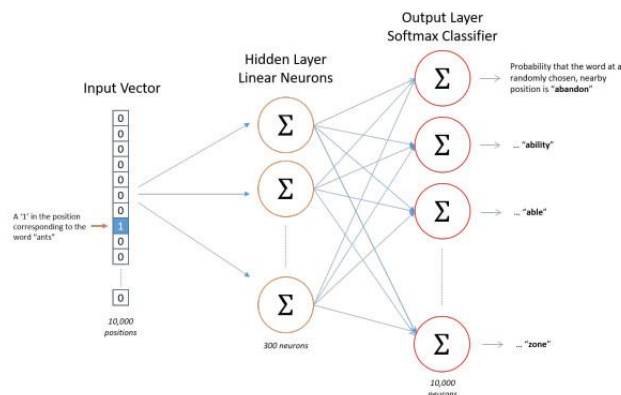 Output Layer
Softmax Classifier
Hidden Layer
Linear Neurons
Input Vector
Probability that the word at a
randomly chosen, nearby
position is "abandon"
... "ability"
... "able"
... "zone"
0
0
0
0
0
0
0
1
0
0
0
A '1' in the position
corresponding to the
word "ants"
10,000
positions
Σ
Σ
Σ
300 neurons
Σ
Σ
Σ
Σ
10,000
neurons